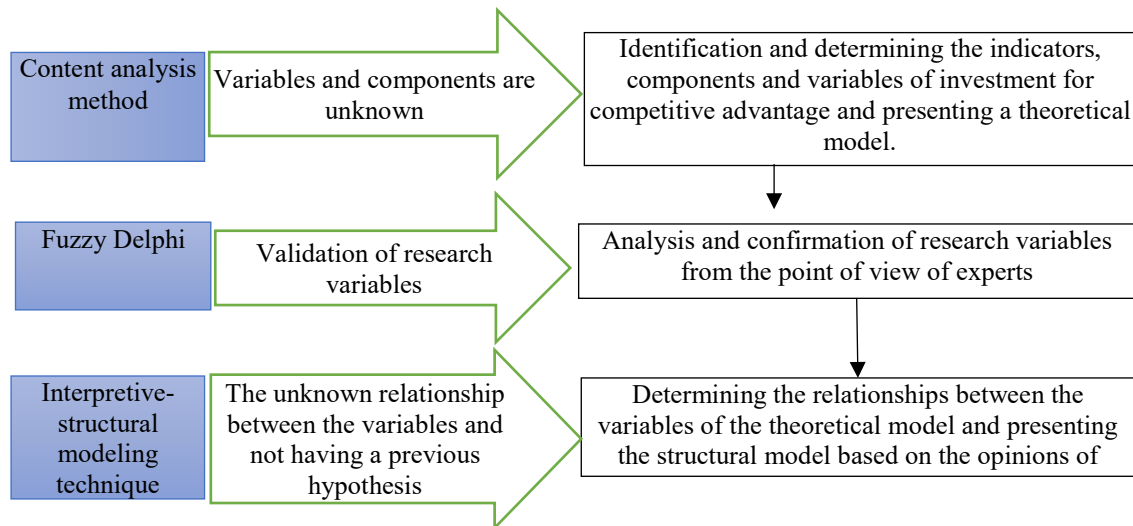 Content analysis
method
Variables and components are
unknown
Identification and determining the indicators,
components and variables of investment for
competitive advantage and presenting a theoretical
model.
Fuzzy Delphi
Validation of research
variables
Analysis and confirmation of research variables
from the point of view of experts
Interpretive-
structural
modeling
technique
The unknown relationship
between the variables and
not having a previous
hypothesis
Determining the relationships between the
variables of the theoretical model and presenting
the structural model based on the opinions of